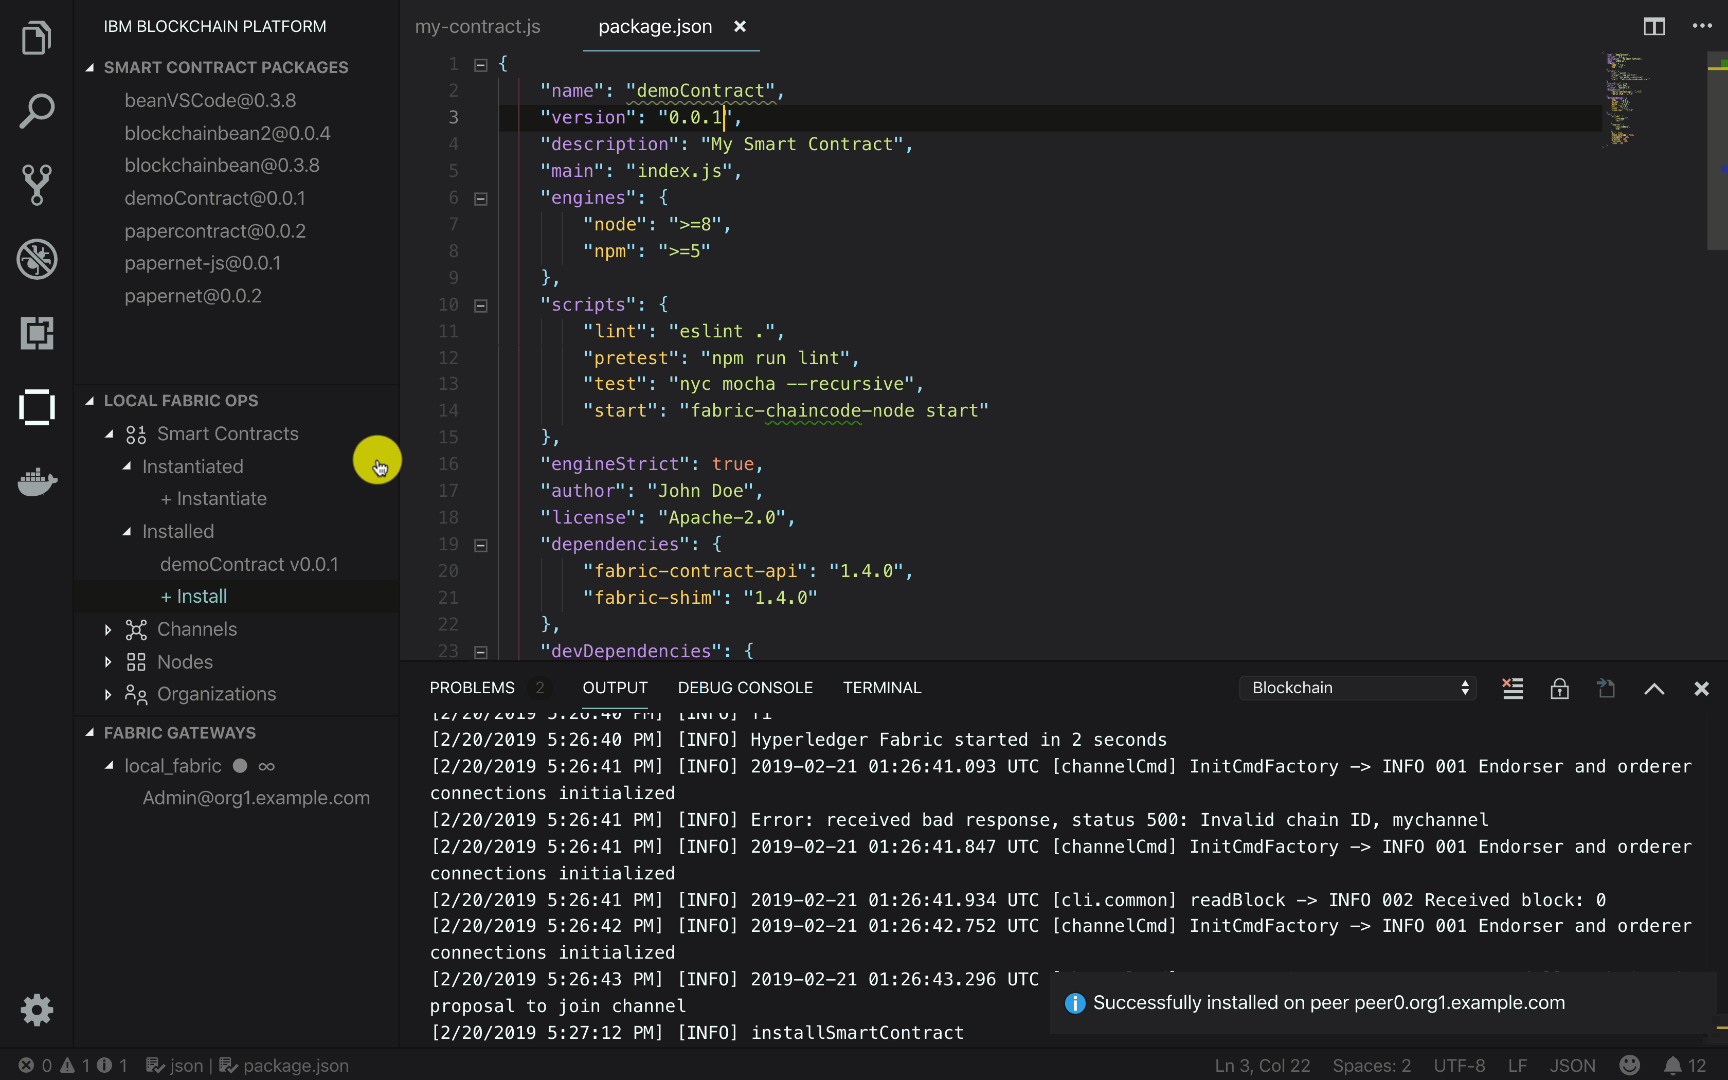 IBM BLOCKCHAIN PLATFORM
SMART CONTRACT PACKAGES
beanVSCode@0.3.8
blockchainbean2@0.0.4
blockchainbean@0.3.8
demoContract@0.0.1
papercontract@0.0.2
papernet-js@0.0.1
papernet@0.0.2
LOCAL FABRIC OPS
Smart Contracts
Instantiated
+ Instantiate
Installed
demoContract v0.0.1
+ Install
Channels
Nodes
Organizations
FABRIC GATEWAYS
local_fabric ● ∞
Admin@org1.example.com
my-contract.js
package.json ×
1 {
2 "name": "demoContract",
3 "version": "0.0.1",
4 "description": "My Smart Contract",
5 "main": "index.js",
6 "engines": {
7 "node": ">=8",
8 "npm": ">=5"
9 },
10 "scripts": {
11 "lint": "eslint .",
12 "pretest": "npm run lint",
13 "test": "nyc mocha --recursive",
14 "start": "fabric-chaincode-node start"
15 },
16 "engineStrict": true,
17 "author": "John Doe",
18 "license": "Apache-2.0",
19 "dependencies": {
20 "fabric-contract-api": "1.4.0",
21 "fabric-shim": "1.4.0"
22 },
23 "devDependencies": {
PROBLEMS 2 OUTPUT DEBUG CONSOLE TERMINAL Blockchain
[2/20/2019 5:26:40 PM] [INFO] fi
[2/20/2019 5:26:40 PM] [INFO] Hyperledger Fabric started in 2 seconds
[2/20/2019 5:26:41 PM] [INFO] 2019-02-21 01:26:41.093 UTC [channelCmd] InitCmdFactory -> INFO 001 Endorser and orderer
connections initialized
[2/20/2019 5:26:41 PM] [INFO] Error: received bad response, status 500: Invalid chain ID, mychannel
[2/20/2019 5:26:41 PM] [INFO] 2019-02-21 01:26:41.847 UTC [channelCmd] InitCmdFactory -> INFO 001 Endorser and orderer
connections initialized
[2/20/2019 5:26:41 PM] [INFO] 2019-02-21 01:26:41.934 UTC [cli.common] readBlock -> INFO 002 Received block: 0
[2/20/2019 5:26:42 PM] [INFO] 2019-02-21 01:26:42.752 UTC [channelCmd] InitCmdFactory -> INFO 001 Endorser and orderer
connections initialized
[2/20/2019 5:26:43 PM] [INFO] 2019-02-21 01:26:43.296 UTC
proposal to join channel
[2/20/2019 5:27:12 PM] [INFO] installSmartContract
Successfully installed on peer peer0.org1.example.com
0 1 1 json | package.json
Ln 3, Col 22 Spaces: 2 UTF-8 LF JSON 12